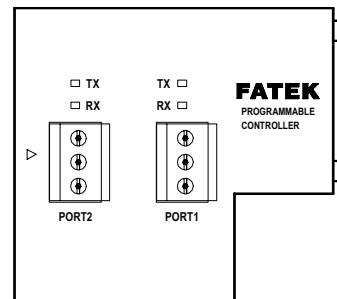 TX TX
RX RX
FATEK
PROGRAMMABLE
CONTROLLER
PORT2 PORT1